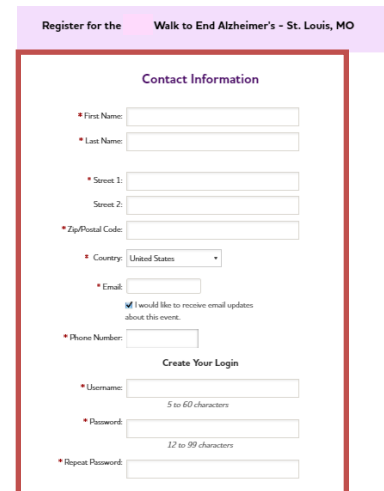 Register for the Walk to End Alzheimer's - St. Louis, MO
Contact Information
* First Name:
* Last Name:
* Street 1:
Street 2:
* Zip/Postal Code:
* Country: United States
* Email:
I would like to receive email updates
about this event.
* Phone Number:
Create Your Login
* Username:
5 to 60 characters
* Password:
12 to 99 characters
* Repeat Password: